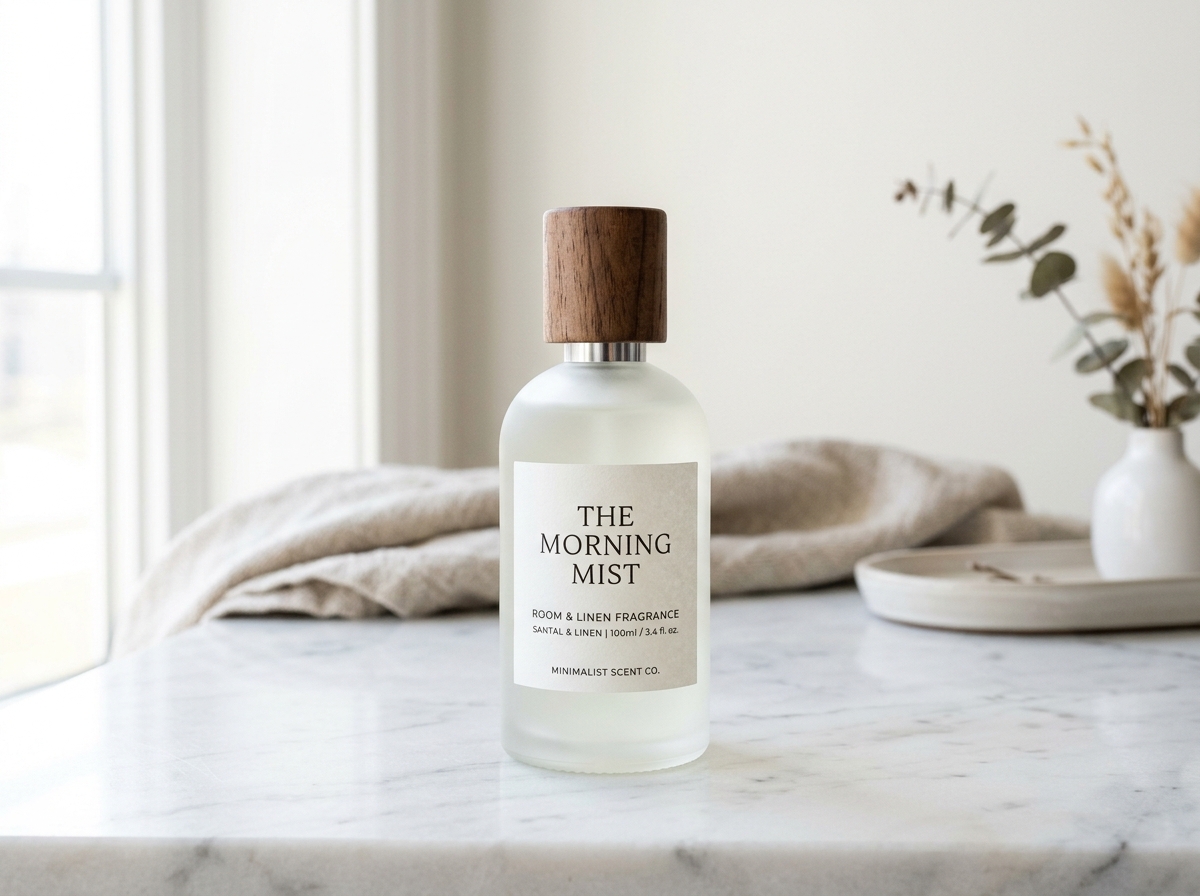 THE
MORNING
MIST
ROOM & LINEN FRAGRANCE
SANTAL & LINEN | 100ml / 3.4 fl. oz.
MINIMALIST SCENT CO.